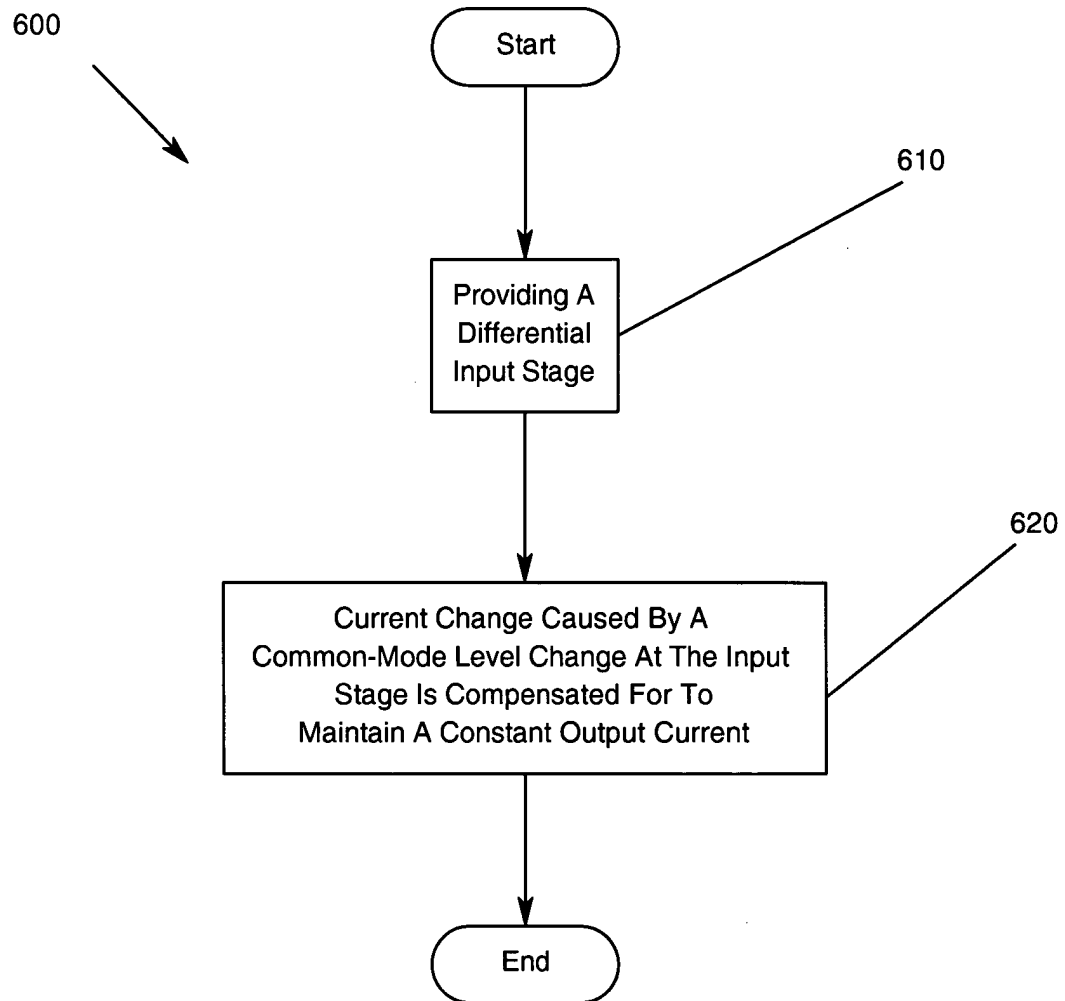 600
Start
610
Providing A
Differential
Input Stage
620
Current Change Caused By A
Common-Mode Level Change At The Input
Stage Is Compensated For To
Maintain A Constant Output Current
End